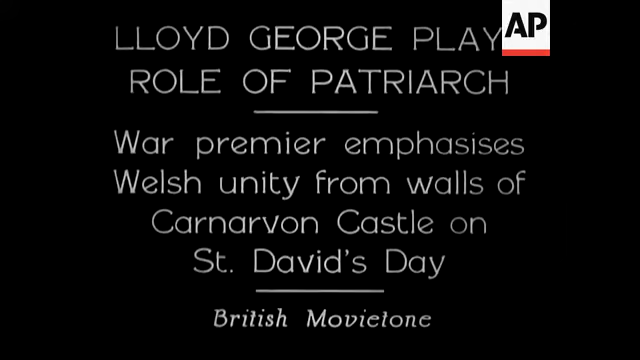 LLOYD GEORGE PLAY
AP
ROLE OF PATRIARCH
War premier emphasises
Welsh unity from walls of
Carnarvon Castle on
St. David's Day
British Movietone